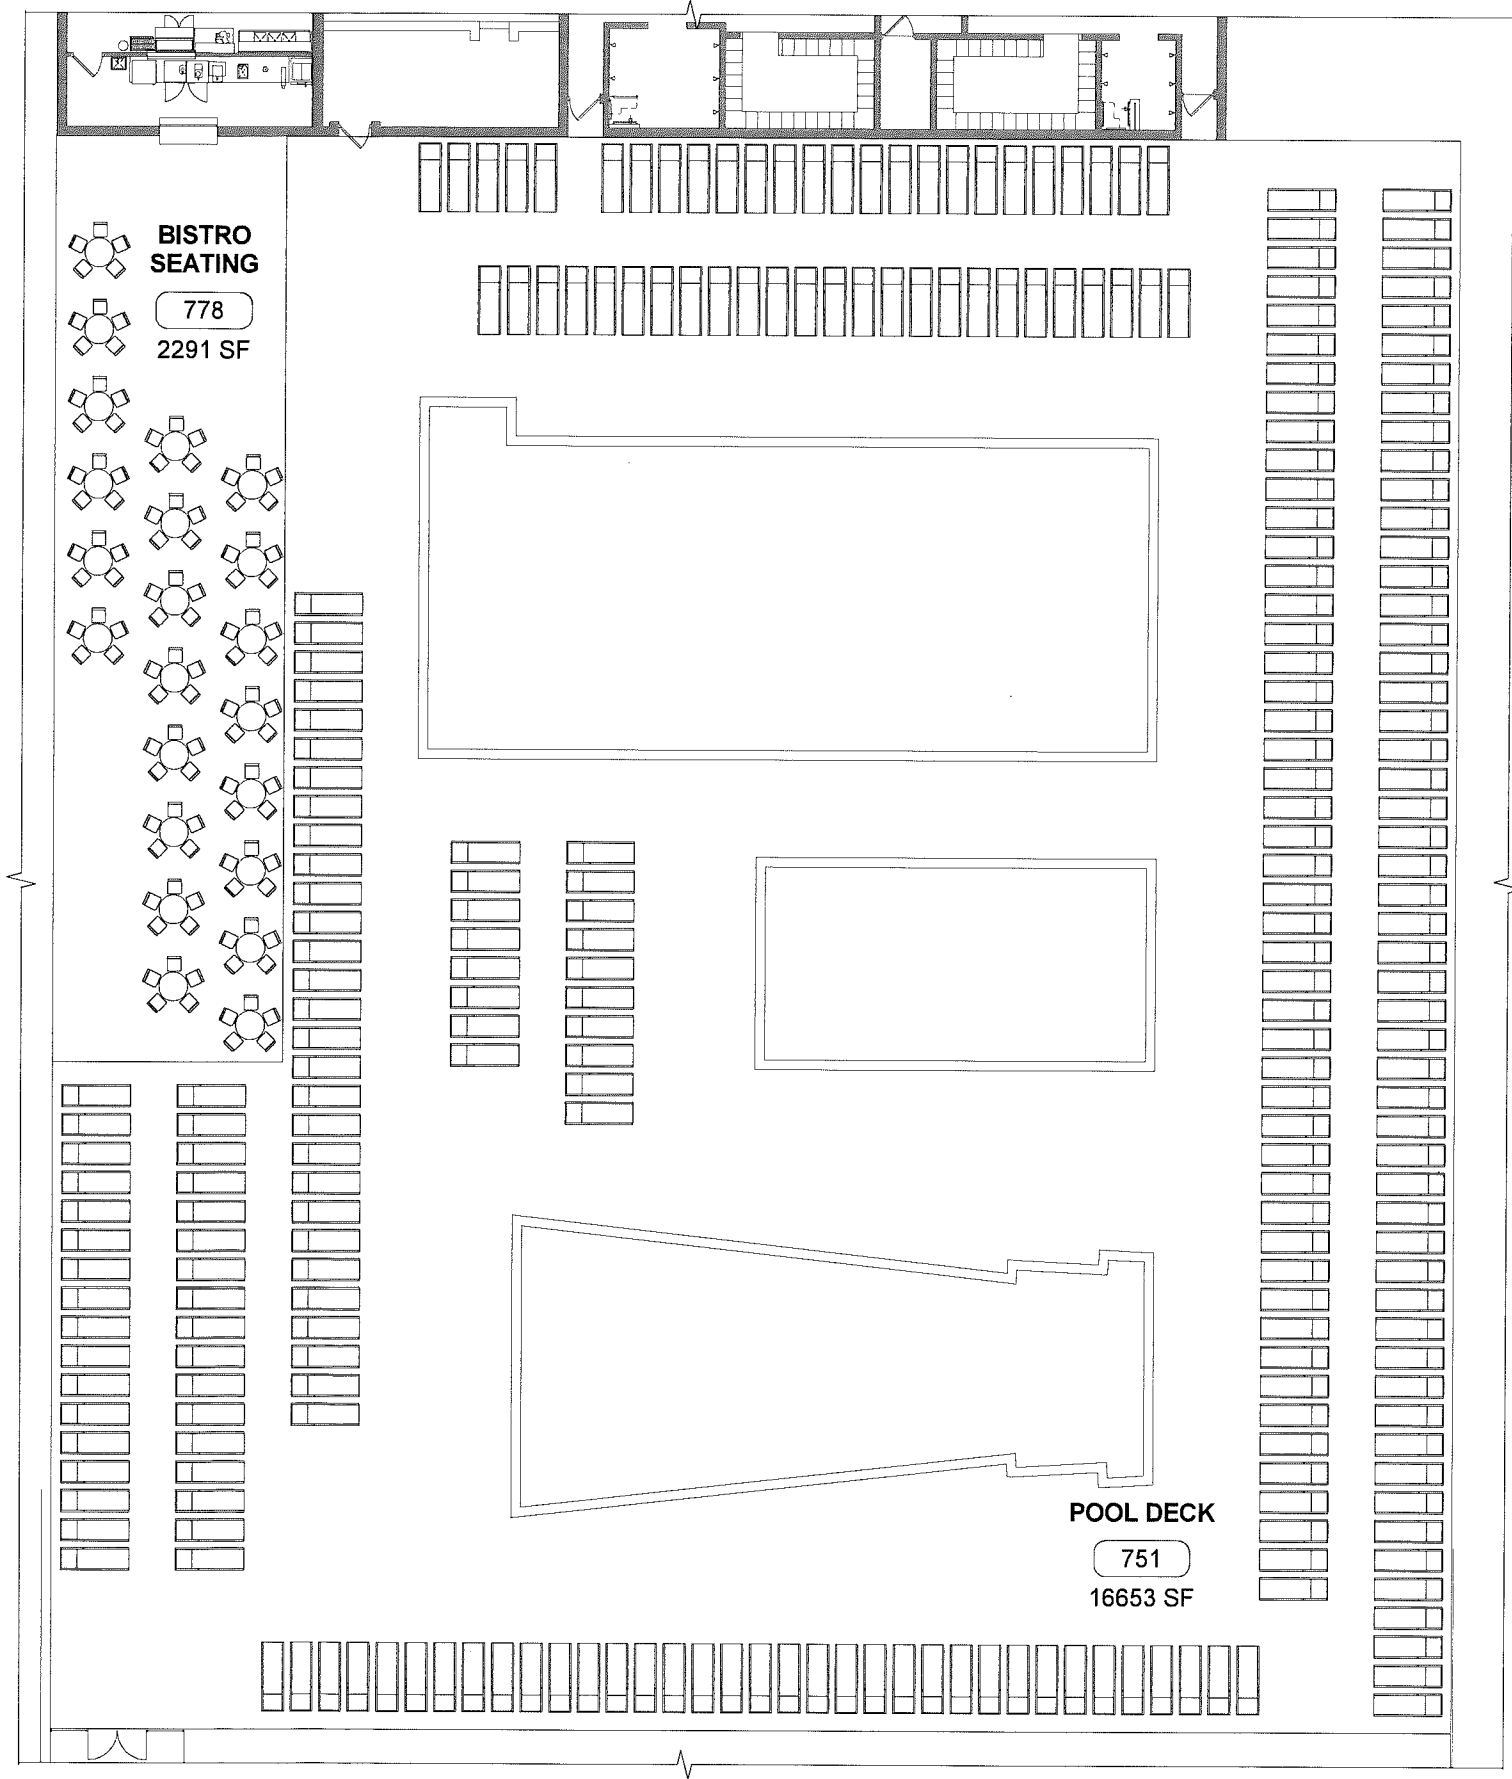 BISTRO
SEATING
778
2291 SF
POOL DECK
751
16653 SF